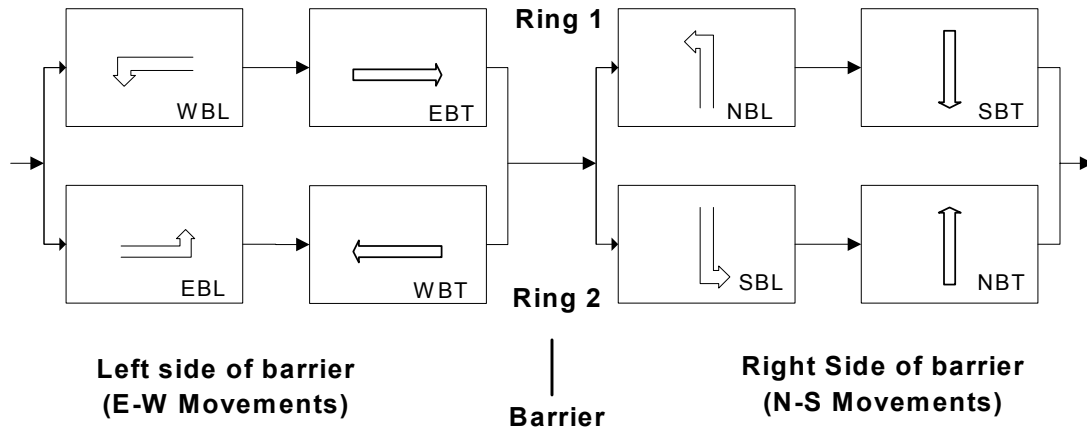 Ring 1
WBL
EBT
NBL
SBT
EBL
WBT
SBL
NBT
Ring 2
Left side of barrier
(E-W Movements)
Barrier
Right Side of barrier
(N-S Movements)